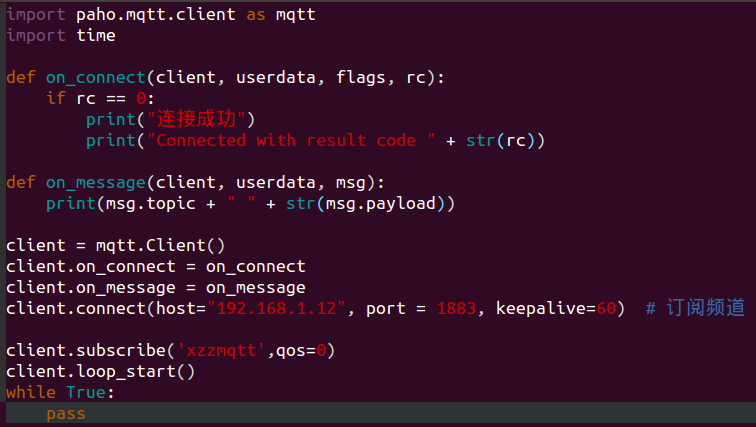 import paho.mqtt.client as mqtt
import time

def on_connect(client, userdata, flags, rc):
    if rc == 0:
        print("连接成功")
        print("Connected with result code " + str(rc))

def on_message(client, userdata, msg):
    print(msg.topic + " " + str(msg.payload))

client = mqtt.Client()
client.on_connect = on_connect
client.on_message = on_message
client.connect(host="192.168.1.12", port = 1883, keepalive=60)  # 订阅频道

client.subscribe('xzzmqtt',qos=0)
client.loop_start()
while True:
    pass